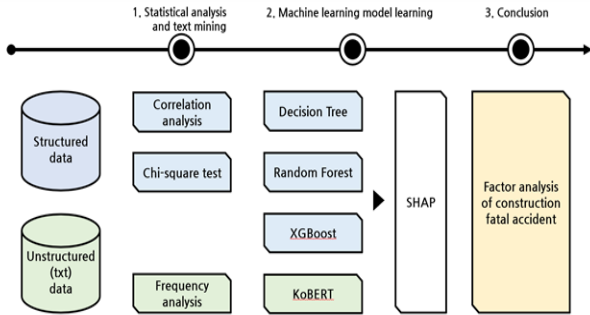 1. Statistical analysis
and text mining
2. Machine learning model learning
3. Conclusion
Structured
data
Correlation
analysis
Decision Tree
Chi-square test
Random Forest
SHAP
Factor analysis
of construction
fatal accident
XGBoost
Unstructured
(txt)
data
Frequency
analysis
KoBERT